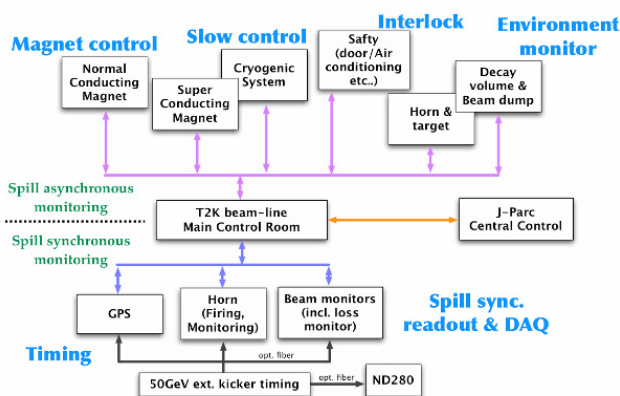 Magnet control
Slow control
Interlock
Environment
monitor
Normal
Conducting
Magnet
Super
Conducting
Magnet
Cryogenic
System
Safty
(door/Air
conditioning
etc..)
Horn &
target
Decay
volume &
Beam dump
Spill asynchronous
monitoring
T2K beam-line
Main Control Room
J-Parc
Central Control
Spill synchronous
monitoring
GPS
Horn
(Firing,
Monitoring)
Beam monitors
(incl. loss
monitor)
Spill sync.
readout & DAQ
Timing
opt. fiber
50GeV ext. kicker timing
opt. fiber
ND280